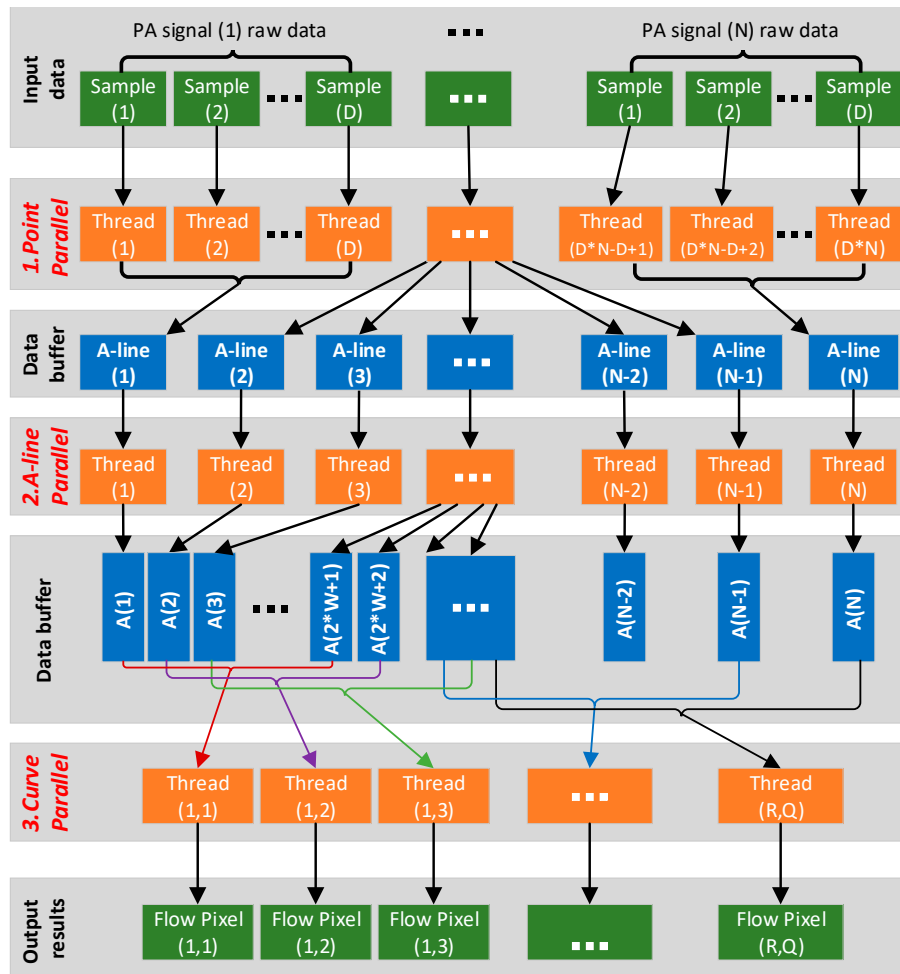 Input data
PA signal (1) raw data
PA signal (N) raw data
Sample (1)
Sample (2)
Sample (D)
Sample (1)
Sample (2)
Sample (D)
1.Point Parallel
Thread (1)
Thread (2)
Thread (D)
Thread (D*N-D+1)
Thread (D*N-D+2)
Thread (D*N)
Data buffer
A-line (1)
A-line (2)
A-line (3)
A-line (N-2)
A-line (N-1)
A-line (N)
2.A-line Parallel
Thread (1)
Thread (2)
Thread (3)
Thread (N-2)
Thread (N-1)
Thread (N)
Data buffer
A(1)
A(2)
A(3)
A(2*W+1)
A(2*W+2)
A(N-2)
A(N-1)
A(N)
3.Curve Parallel
Thread (1,1)
Thread (1,2)
Thread (1,3)
Thread (R,Q)
Output results
Flow Pixel (1,1)
Flow Pixel (1,2)
Flow Pixel (1,3)
Flow Pixel (R,Q)